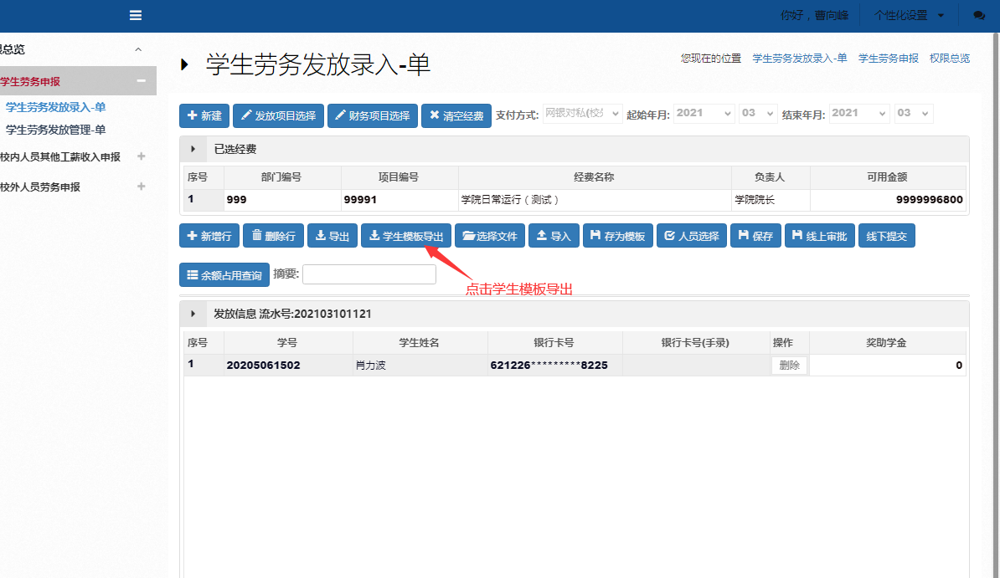 你好，曹向峰 个性化设置
限总览
学生劳务申报
学生劳务发放录入-单
学生劳务发放管理-单
校内人员其他工薪收入申报
校外人员劳务申报
学生劳务发放录入-单
您现在的位置 学生劳务发放录入-单 学生劳务申报 权限总览
新建 发放项目选择 财务项目选择 清空经费 支付方式: 网银对私(校 起始年月: 2021 03 结束年月: 2021 03
已选经费
序号 部门编号 项目编号 经费名称 负责人 可用金额
1 999 99991 学院日常运行（测试） 学院院长 9999996800
新增行 删除行 导出 学生模板导出 选择文件 导入 存为模板 人员选择 保存 线上审批 线下提交
余额占用查询 摘要:
点击学生模板导出
发放信息 流水号:202103101121
序号 学号 学生姓名 银行卡号 银行卡号(手录) 操作 奖助学金
1 20205061502 肖力波 621226*********8225 删除 0